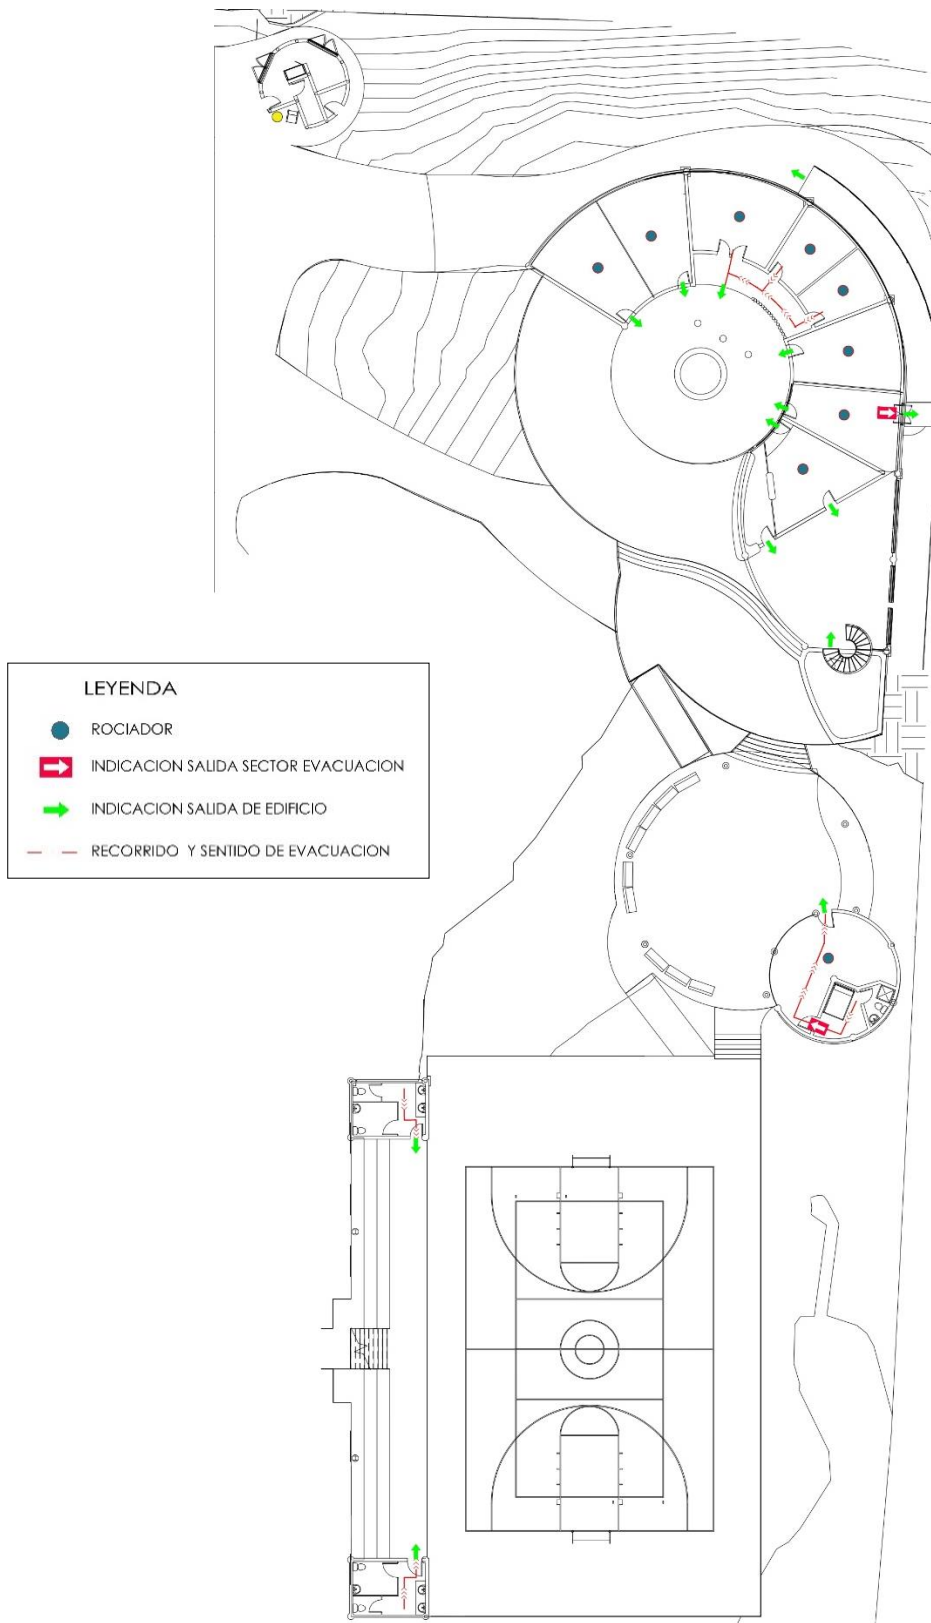 LEYENDA
ROCIADOR
INDICACION SALIDA SECTOR EVACUACION
INDICACION SALIDA DE EDIFICIO
RECORRIDO Y SENTIDO DE EVACUACION